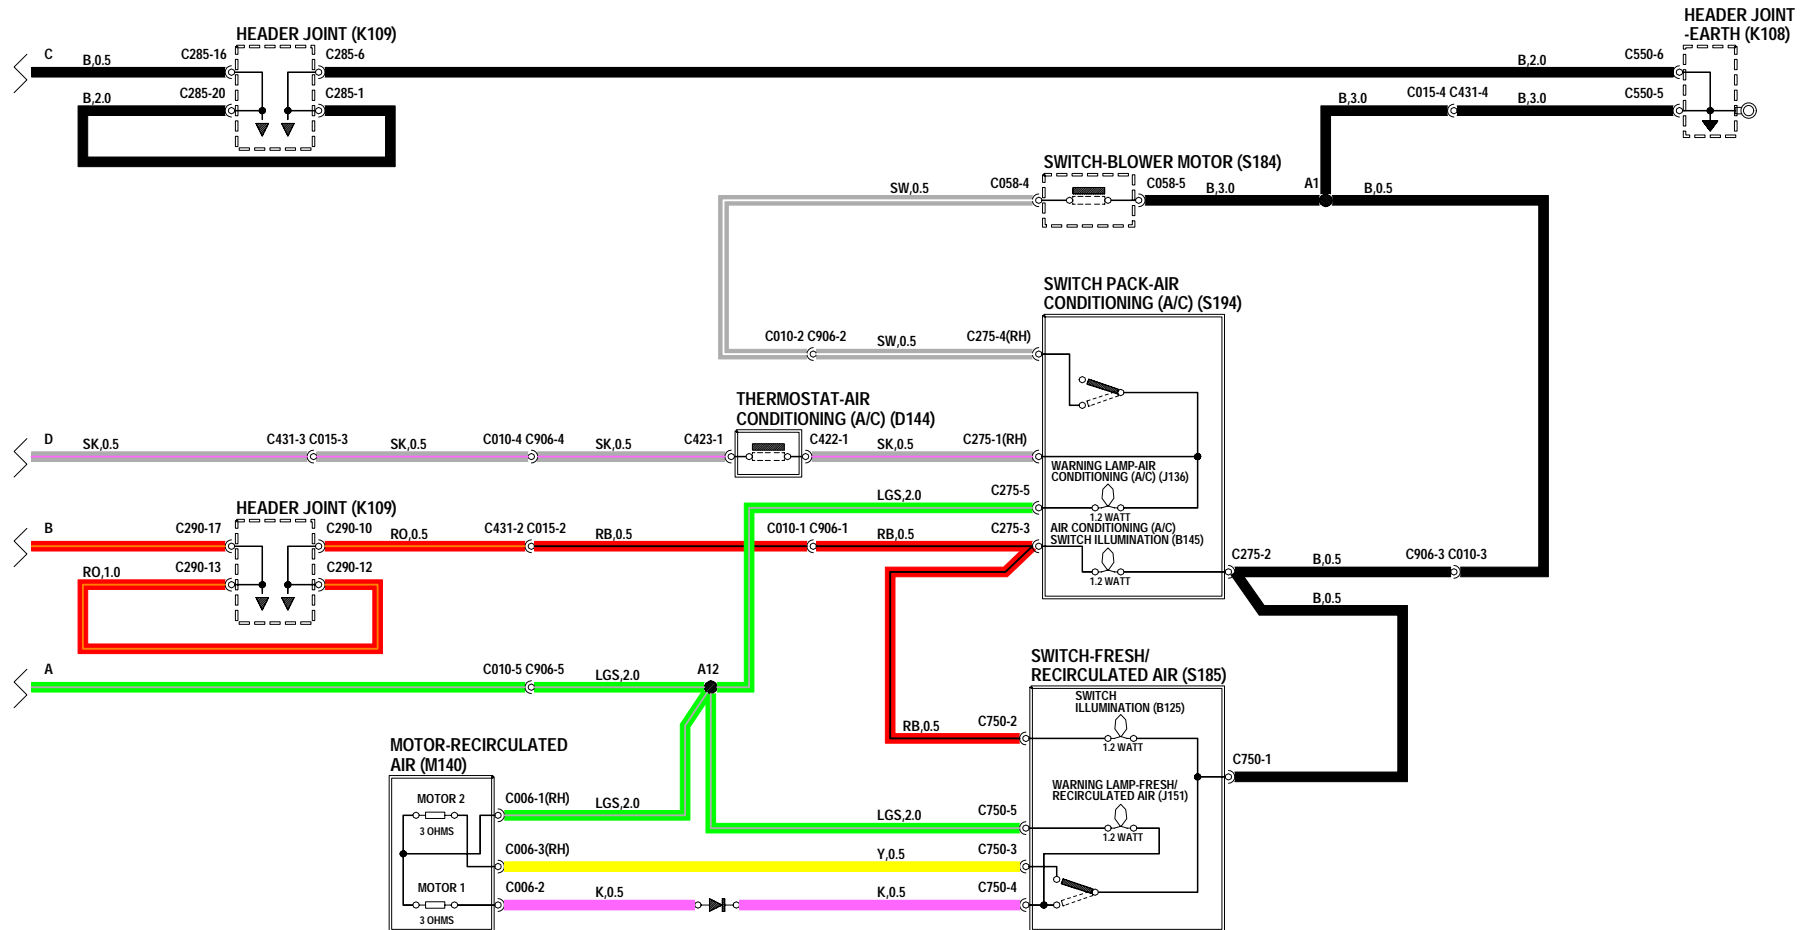 HEADER JOINT
-EARTH (K108)
HEADER JOINT (K109)
C
B,0.5
C285-16
C285-6
B,2.0
C550-6
B,2.0
C285-20
C285-1
B,3.0
C015-4 C431-4
B,3.0
C550-5
SWITCH-BLOWER MOTOR (S184)
SW,0.5
C058-4
C058-5
B,3.0
A1
B,0.5
SWITCH PACK-AIR
CONDITIONING (A/C) (S194)
C010-2 C906-2
SW,0.5
C275-4(RH)
THERMOSTAT-AIR
CONDITIONING (A/C) (D144)
D
SK,0.5
C431-3 C015-3
SK,0.5
C010-4 C906-4
SK,0.5
C423-1
C422-1
SK,0.5
C275-1(RH)
WARNING LAMP-AIR
CONDITIONING (A/C) (J136)
LGS,2.0
C275-5
1.2 WATT
HEADER JOINT (K109)
B
C290-17
C290-10
RO,0.5
C431-2 C015-2
RB,0.5
C010-1 C906-1
RB,0.5
C275-3
AIR CONDITIONING (A/C)
SWITCH ILLUMINATION (B145)
1.2 WATT
C275-2
B,0.5
C906-3 C010-3
RO,1.0
C290-13
C290-12
B,0.5
A
C010-5 C906-5
LGS,2.0
A12
SWITCH-FRESH/
RECIRCULATED AIR (S185)
SWITCH
ILLUMINATION (B125)
RB,0.5
C750-2
1.2 WATT
C750-1
MOTOR-RECIRCULATED
AIR (M140)
WARNING LAMP-FRESH/
RECIRCULATED AIR (J151)
MOTOR 2
C006-1(RH)
LGS,2.0
LGS,2.0
C750-5
3 OHMS
1.2 WATT
C006-3(RH)
Y,0.5
C750-3
MOTOR 1
C006-2
K,0.5
K,0.5
C750-4
3 OHMS